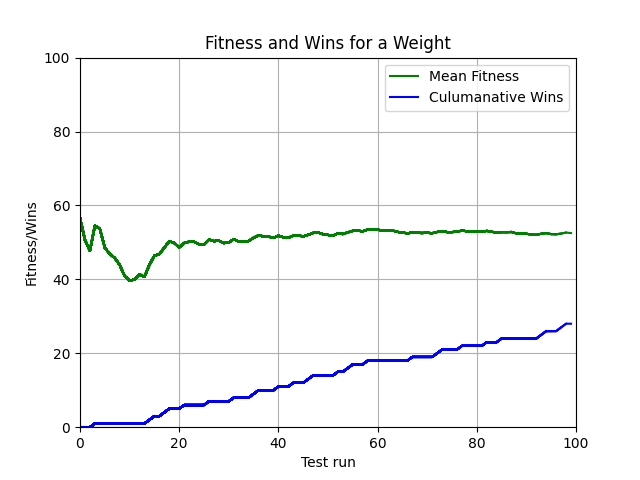 Fitness and Wins for a Weight
Mean Fitness
Culumanative Wins
Fitness/Wins
100
80
60
40
20
0
0 20 40 60 80 100
Test run